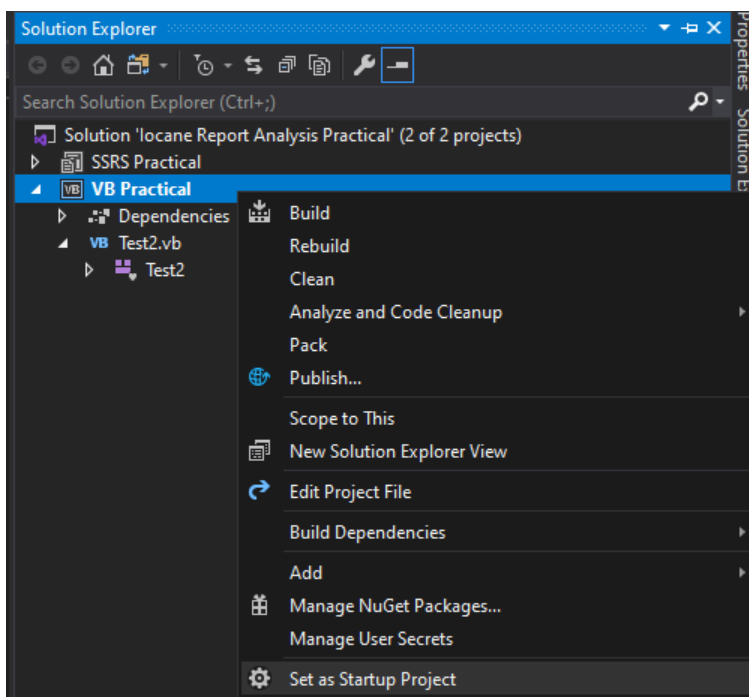 Solution Explorer
Search Solution Explorer (Ctrl+;)
Solution 'Iocane Report Analysis Practical' (2 of 2 projects)
SSRS Practical
VB VB Practical
Dependencies
VB Test2.vb
Test2
Build
Rebuild
Clean
Analyze and Code Cleanup
Pack
Publish...
Scope to This
New Solution Explorer View
Edit Project File
Build Dependencies
Add
Manage NuGet Packages...
Manage User Secrets
Set as Startup Project
Properties
Solution Ex